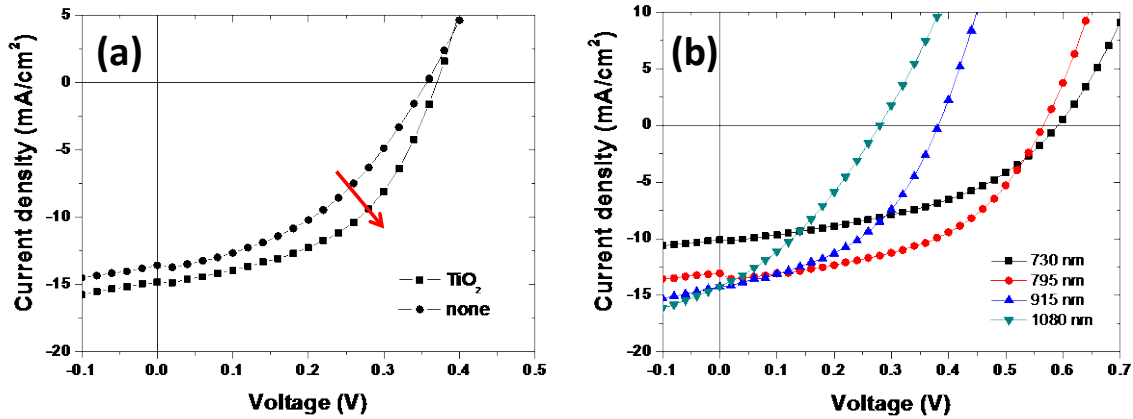 (a)
Current density (mA/cm²)
5
0
-5
-10
-15
-20
-0.1
0.0
0.1
0.2
0.3
0.4
0.5
Voltage (V)
TiO₂
none
(b)
Current density (mA/cm²)
10
5
0
-5
-10
-15
-20
-0.1
0.0
0.1
0.2
0.3
0.4
0.5
0.6
0.7
Voltage (V)
730 nm
795 nm
915 nm
1080 nm